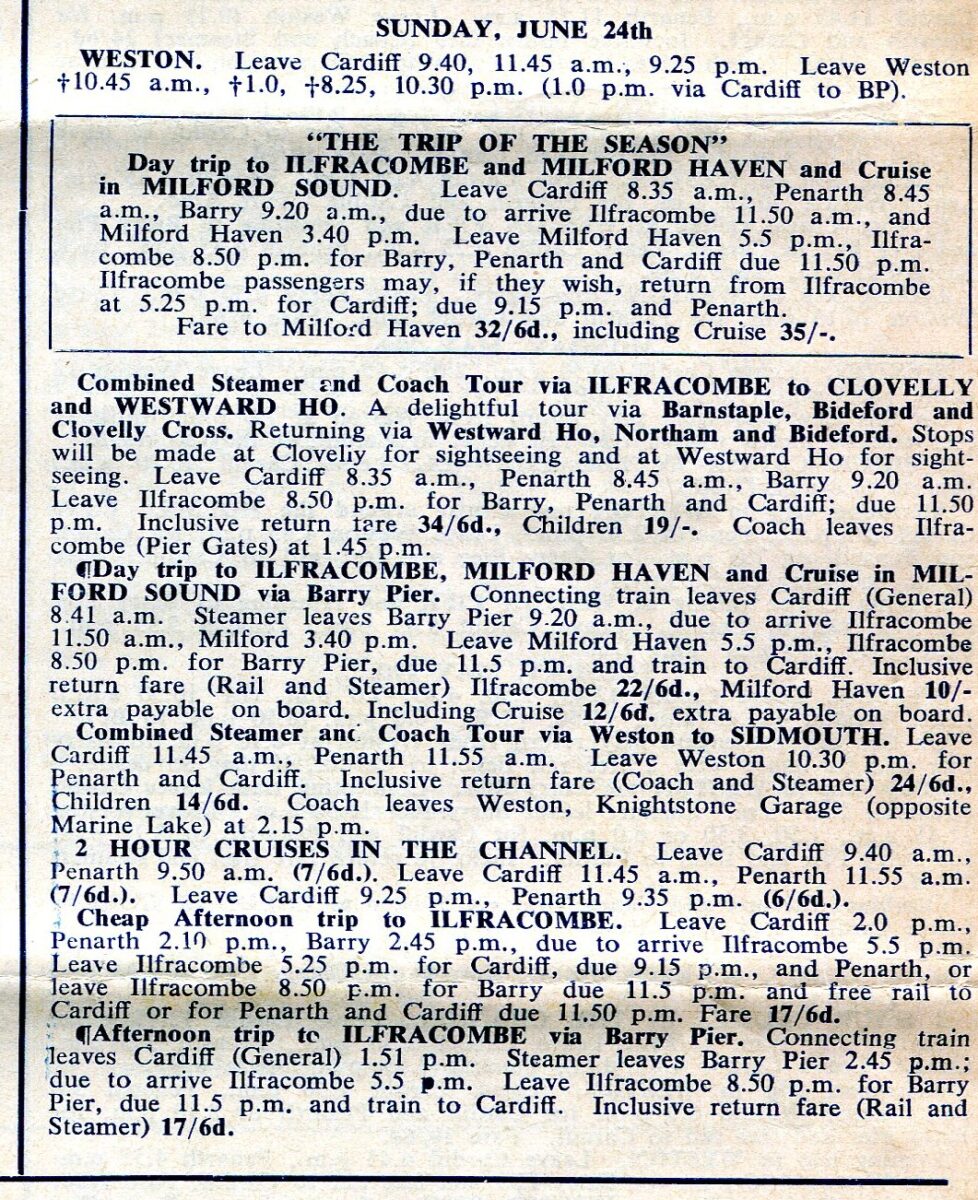 SUNDAY, JUNE 24th
WESTON. Leave Cardiff 9.40, 11.45 a.m., 9.25 p.m. Leave Weston
†10.45 a.m., †1.0, †8.25, 10.30 p.m. (1.0 p.m. via Cardiff to BP).
"THE TRIP OF THE SEASON"
Day trip to ILFRACOMBE and MILFORD HAVEN and Cruise
in MILFORD SOUND. Leave Cardiff 8.35 a.m., Penarth 8.45
a.m., Barry 9.20 a.m., due to arrive Ilfracombe 11.50 a.m., and
Milford Haven 3.40 p.m. Leave Milford Haven 5.5 p.m., Ilfra-
combe 8.50 p.m. for Barry, Penarth and Cardiff due 11.50 p.m.
Ilfracombe passengers may, if they wish, return from Ilfracombe
at 5.25 p.m. for Cardiff; due 9.15 p.m. and Penarth.
Fare to Milford Haven 32/6d., including Cruise 35/-.
Combined Steamer and Coach Tour via ILFRACOMBE to CLOVELLY
and WESTWARD HO. A delightful tour via Barnstaple, Bideford and
Clovelly Cross. Returning via Westward Ho, Northam and Bideford. Stops
will be made at Clovelly for sightseeing and at Westward Ho for sight-
seeing. Leave Cardiff 8.35 a.m., Penarth 8.45 a.m., Barry 9.20 a.m.
Leave Ilfracombe 8.50 p.m. for Barry, Penarth and Cardiff; due 11.50
p.m. Inclusive return fare 34/6d., Children 19/-. Coach leaves Ilfra-
combe (Pier Gates) at 1.45 p.m.
¶Day trip to ILFRACOMBE, MILFORD HAVEN and Cruise in MIL-
FORD SOUND via Barry Pier. Connecting train leaves Cardiff (General)
8.41 a.m. Steamer leaves Barry Pier 9.20 a.m., due to arrive Ilfracombe
11.50 a.m., Milford 3.40 p.m. Leave Milford Haven 5.5 p.m., Ilfracombe
8.50 p.m. for Barry Pier, due 11.5 p.m. and train to Cardiff. Inclusive
return fare (Rail and Steamer) Ilfracombe 22/6d., Milford Haven 10/-
extra payable on board. Including Cruise 12/6d. extra payable on board.
Combined Steamer and Coach Tour via Weston to SIDMOUTH. Leave
Cardiff 11.45 a.m., Penarth 11.55 a.m. Leave Weston 10.30 p.m. for
Penarth and Cardiff. Inclusive return fare (Coach and Steamer) 24/6d.,
Children 14/6d. Coach leaves Weston, Knightstone Garage (opposite
Marine Lake) at 2.15 p.m.
2 HOUR CRUISES IN THE CHANNEL. Leave Cardiff 9.40 a.m.,
Penarth 9.50 a.m. (7/6d.). Leave Cardiff 11.45 a.m., Penarth 11.55 a.m.
(7/6d.). Leave Cardiff 9.25 p.m., Penarth 9.35 p.m. (6/6d.).
Cheap Afternoon trip to ILFRACOMBE. Leave Cardiff 2.0 p.m.,
Penarth 2.10 p.m., Barry 2.45 p.m., due to arrive Ilfracombe 5.5 p.m.
Leave Ilfracombe 5.25 p.m. for Cardiff, due 9.15 p.m., and Penarth, or
leave Ilfracombe 8.50 p.m. for Barry due 11.5 p.m. and free rail to
Cardiff or for Penarth and Cardiff due 11.50 p.m. Fare 17/6d.
¶Afternoon trip to ILFRACOMBE via Barry Pier. Connecting train
leaves Cardiff (General) 1.51 p.m. Steamer leaves Barry Pier 2.45 p.m.;
due to arrive Ilfracombe 5.5 p.m. Leave Ilfracombe 8.50 p.m. for Barry
Pier, due 11.5 p.m. and train to Cardiff. Inclusive return fare (Rail and
Steamer) 17/6d.